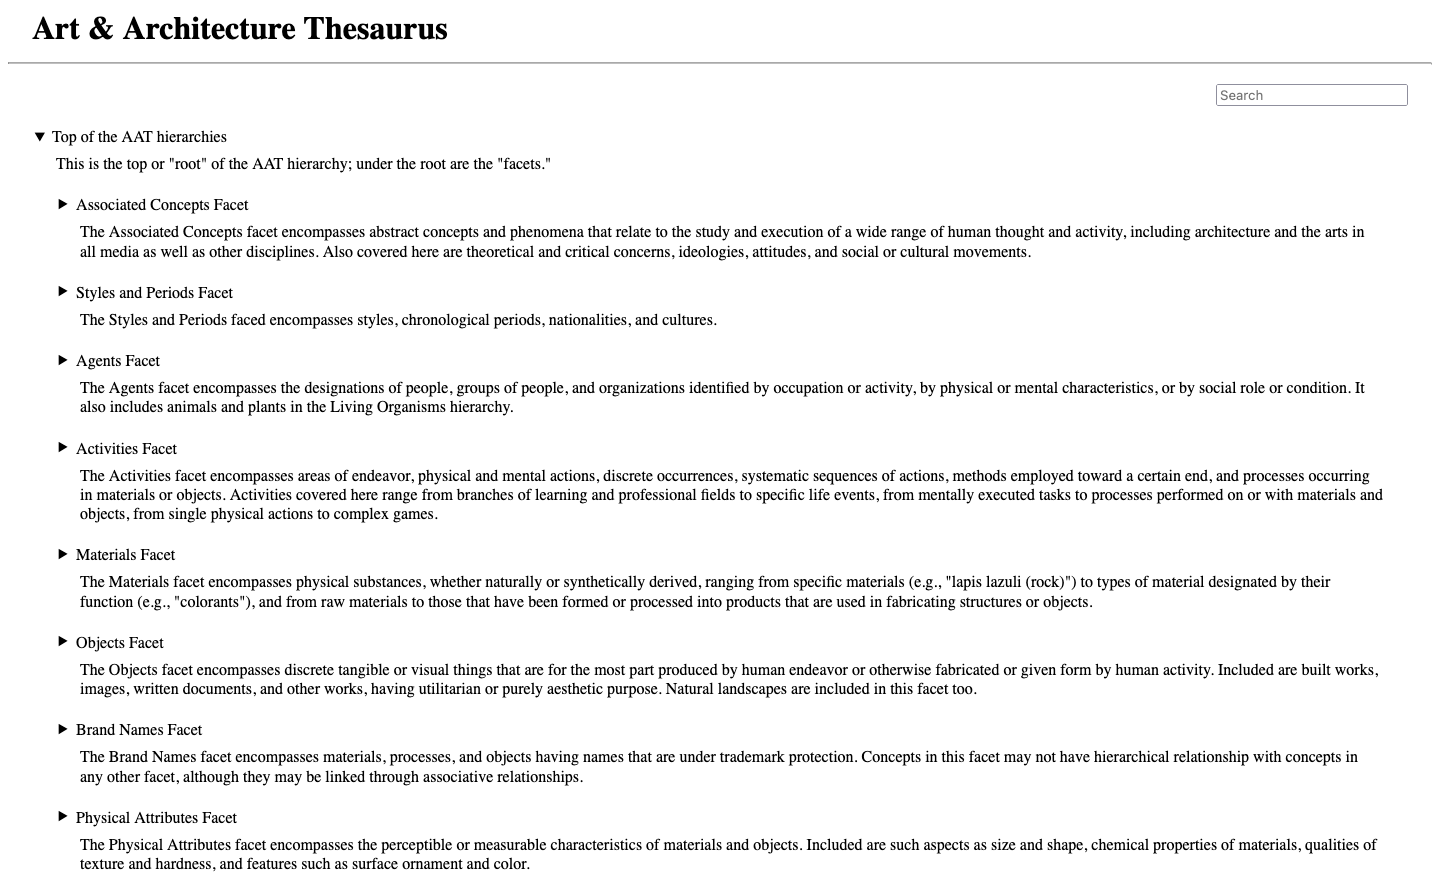 Art & Architecture Thesaurus
Search
Top of the AAT hierarchies
This is the top or "root" of the AAT hierarchy; under the root are the "facets."
Associated Concepts Facet
The Associated Concepts facet encompasses abstract concepts and phenomena that relate to the study and execution of a wide range of human thought and activity, including architecture and the arts in
all media as well as other disciplines. Also covered here are theoretical and critical concerns, ideologies, attitudes, and social or cultural movements.
Styles and Periods Facet
The Styles and Periods faced encompasses styles, chronological periods, nationalities, and cultures.
Agents Facet
The Agents facet encompasses the designations of people, groups of people, and organizations identified by occupation or activity, by physical or mental characteristics, or by social role or condition. It
also includes animals and plants in the Living Organisms hierarchy.
Activities Facet
The Activities facet encompasses areas of endeavor, physical and mental actions, discrete occurrences, systematic sequences of actions, methods employed toward a certain end, and processes occurring
in materials or objects. Activities covered here range from branches of learning and professional fields to specific life events, from mentally executed tasks to processes performed on or with materials and
objects, from single physical actions to complex games.
Materials Facet
The Materials facet encompasses physical substances, whether naturally or synthetically derived, ranging from specific materials (e.g., "lapis lazuli (rock)") to types of material designated by their
function (e.g., "colorants"), and from raw materials to those that have been formed or processed into products that are used in fabricating structures or objects.
Objects Facet
The Objects facet encompasses discrete tangible or visual things that are for the most part produced by human endeavor or otherwise fabricated or given form by human activity. Included are built works,
images, written documents, and other works, having utilitarian or purely aesthetic purpose. Natural landscapes are included in this facet too.
Brand Names Facet
The Brand Names facet encompasses materials, processes, and objects having names that are under trademark protection. Concepts in this facet may not have hierarchical relationship with concepts in
any other facet, although they may be linked through associative relationships.
Physical Attributes Facet
The Physical Attributes facet encompasses the perceptible or measurable characteristics of materials and objects. Included are such aspects as size and shape, chemical properties of materials, qualities of
texture and hardness, and features such as surface ornament and color.